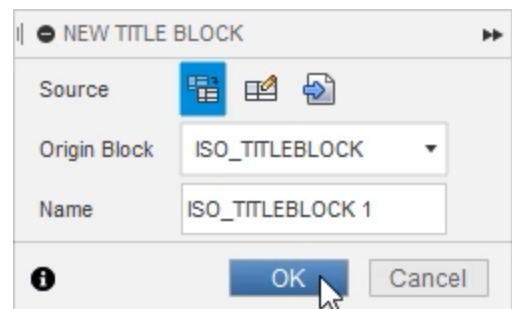 NEW TITLE BLOCK
Source
Origin Block ISO_TITLEBLOCK
Name ISO_TITLEBLOCK 1
OK Cancel